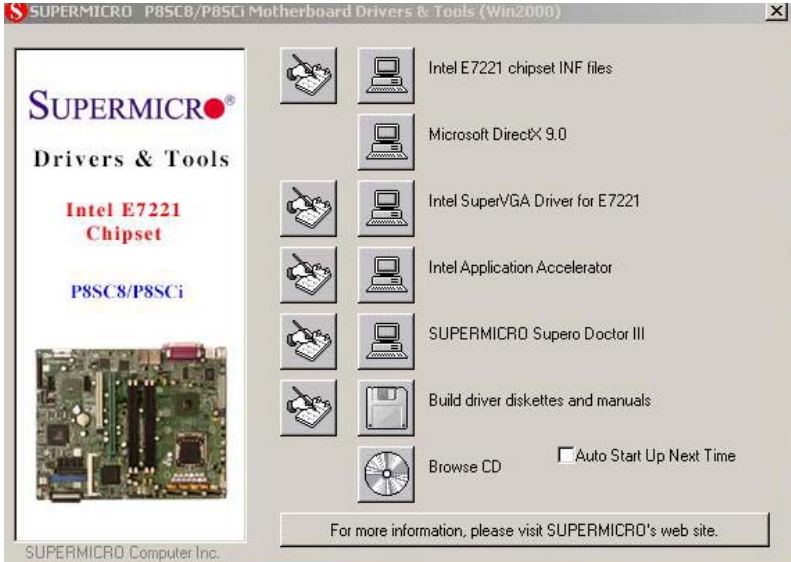 SUPERMICRO P8SC8/P8SCi Motherboard Drivers & Tools (Win2000)
SUPERMICRO®
Drivers & Tools
Intel E7221
Chipset
P8SC8/P8SCi
SUPERMICRO Computer Inc.
Intel E7221 chipset INF files
Microsoft DirectX 9.0
Intel SuperVGA Driver for E7221
Intel Application Accelerator
SUPERMICRO Supero Doctor III
Build driver diskettes and manuals
Browse CD
Auto Start Up Next Time
For more information, please visit SUPERMICRO's web site.